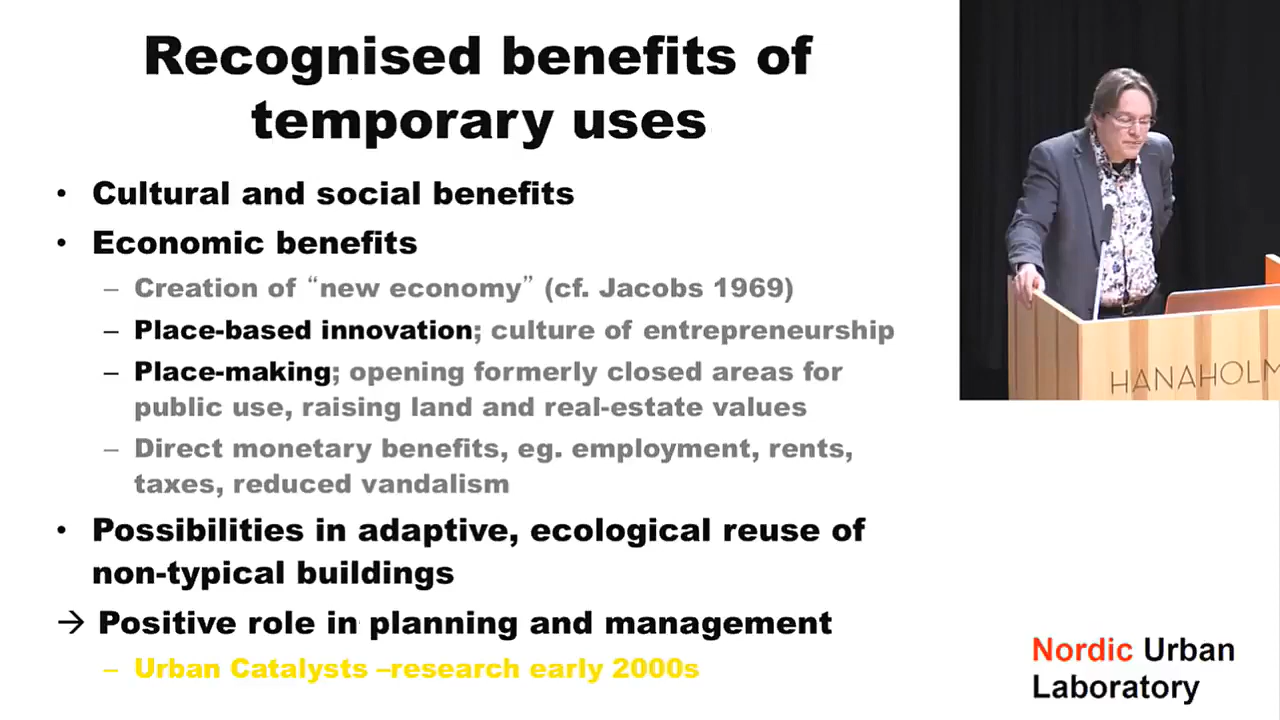 Recognised benefits of
temporary uses
• Cultural and social benefits
• Economic benefits
– Creation of “new economy” (cf. Jacobs 1969)
– Place-based innovation; culture of entrepreneurship
– Place-making; opening formerly closed areas for
public use, raising land and real-estate values
– Direct monetary benefits, eg. employment, rents,
taxes, reduced vandalism
• Possibilities in adaptive, ecological reuse of
non-typical buildings
→ Positive role in planning and management
– Urban Catalysts –research early 2000s
HANAHOLM
Nordic Urban
Laboratory